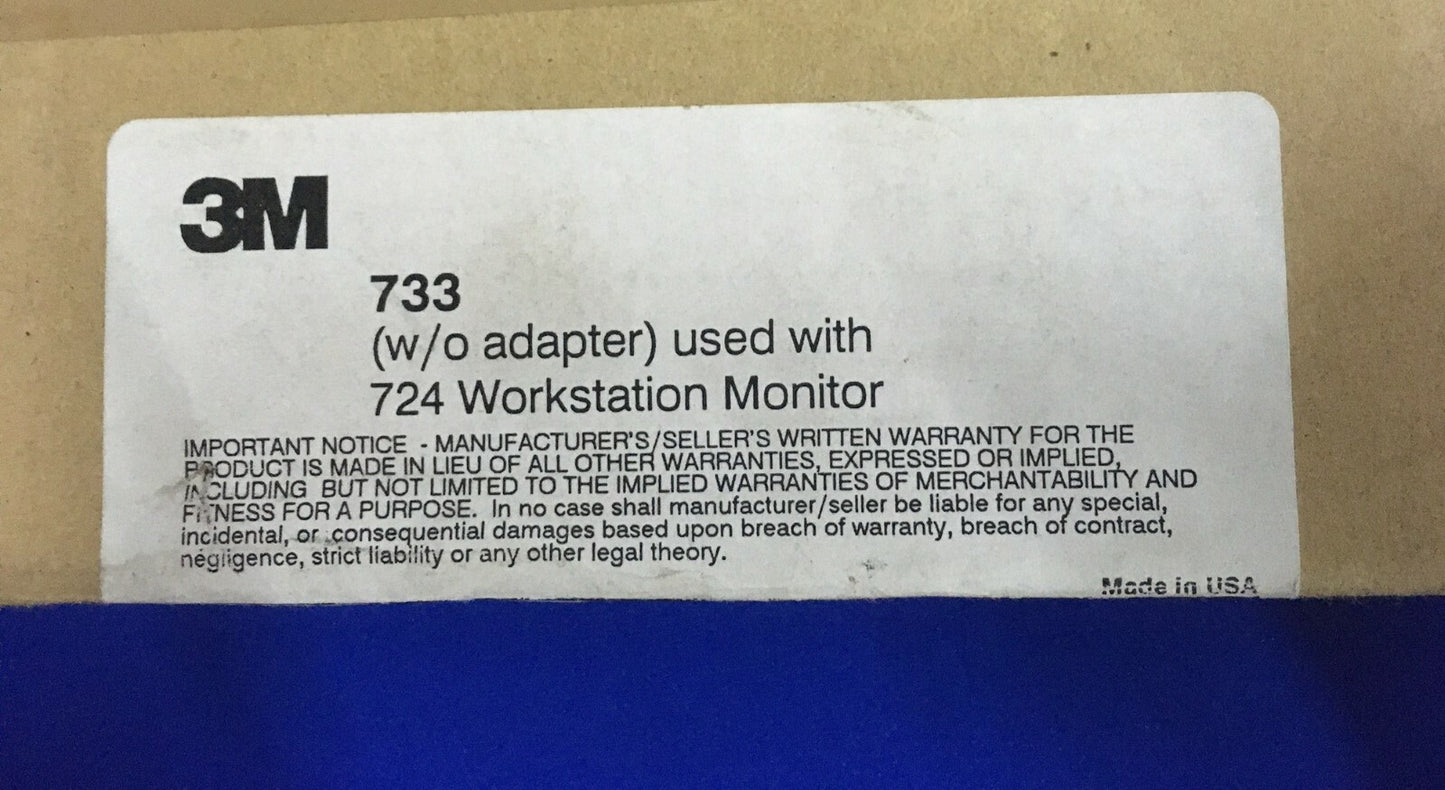 3M
733
(w/o adapter) used with
724 Workstation Monitor
IMPORTANT NOTICE - MANUFACTURER'S/SELLER'S WRITTEN WARRANTY FOR THE
PRODUCT IS MADE IN LIEU OF ALL OTHER WARRANTIES, EXPRESSED OR IMPLIED,
INCLUDING BUT NOT LIMITED TO THE IMPLIED WARRANTIES OF MERCHANTABILITY AND
FITNESS FOR A PURPOSE. In no case shall manufacturer/seller be liable for any special,
incidental, or consequential damages based upon breach of warranty, breach of contract,
negligence, strict liability or any other legal theory.
Made in USA